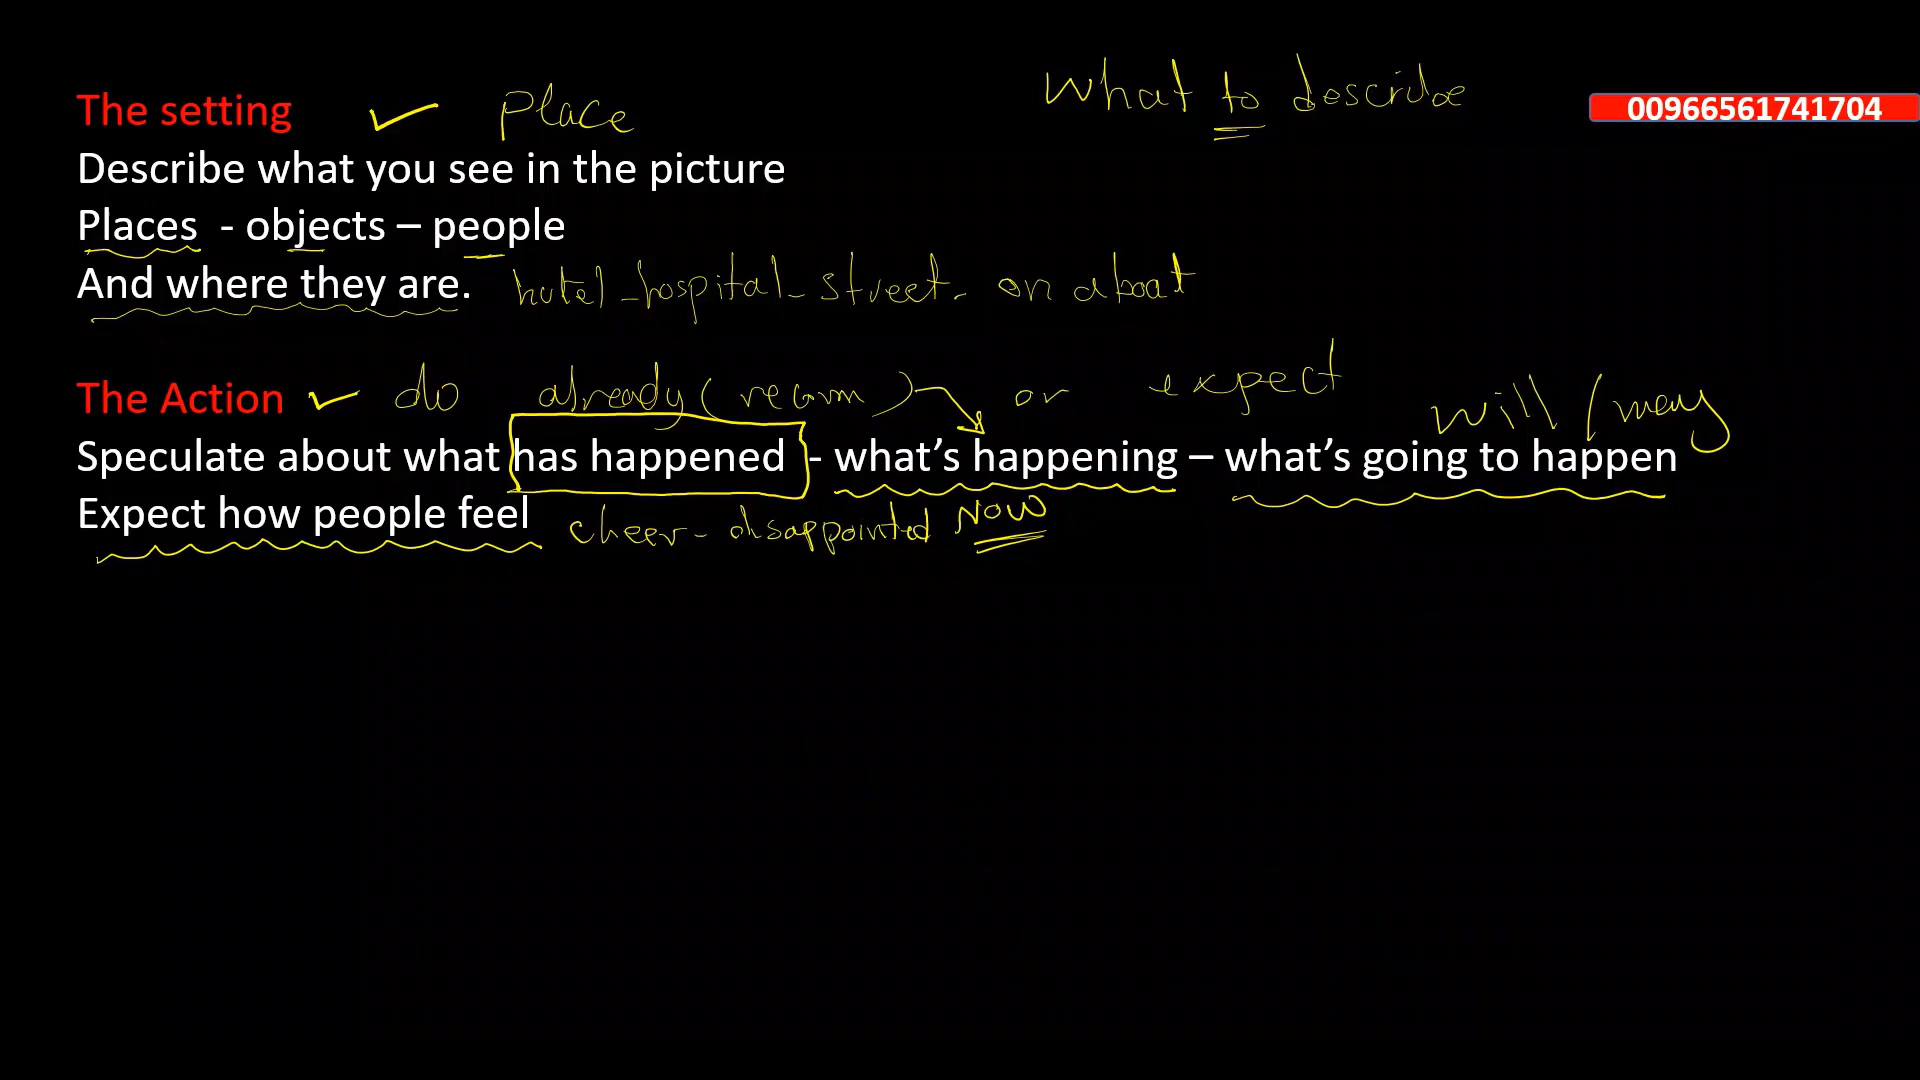 What to describe
00966561741704
The setting ✓ Place
Describe what you see in the picture
Places - objects – people
And where they are. hotel - hospital - street - on a boat
The Action ✓ do already ( ) or expect
will / may
Speculate about what has happened - what's happening – what's going to happen
Expect how people feel cheer - disappointed NOW